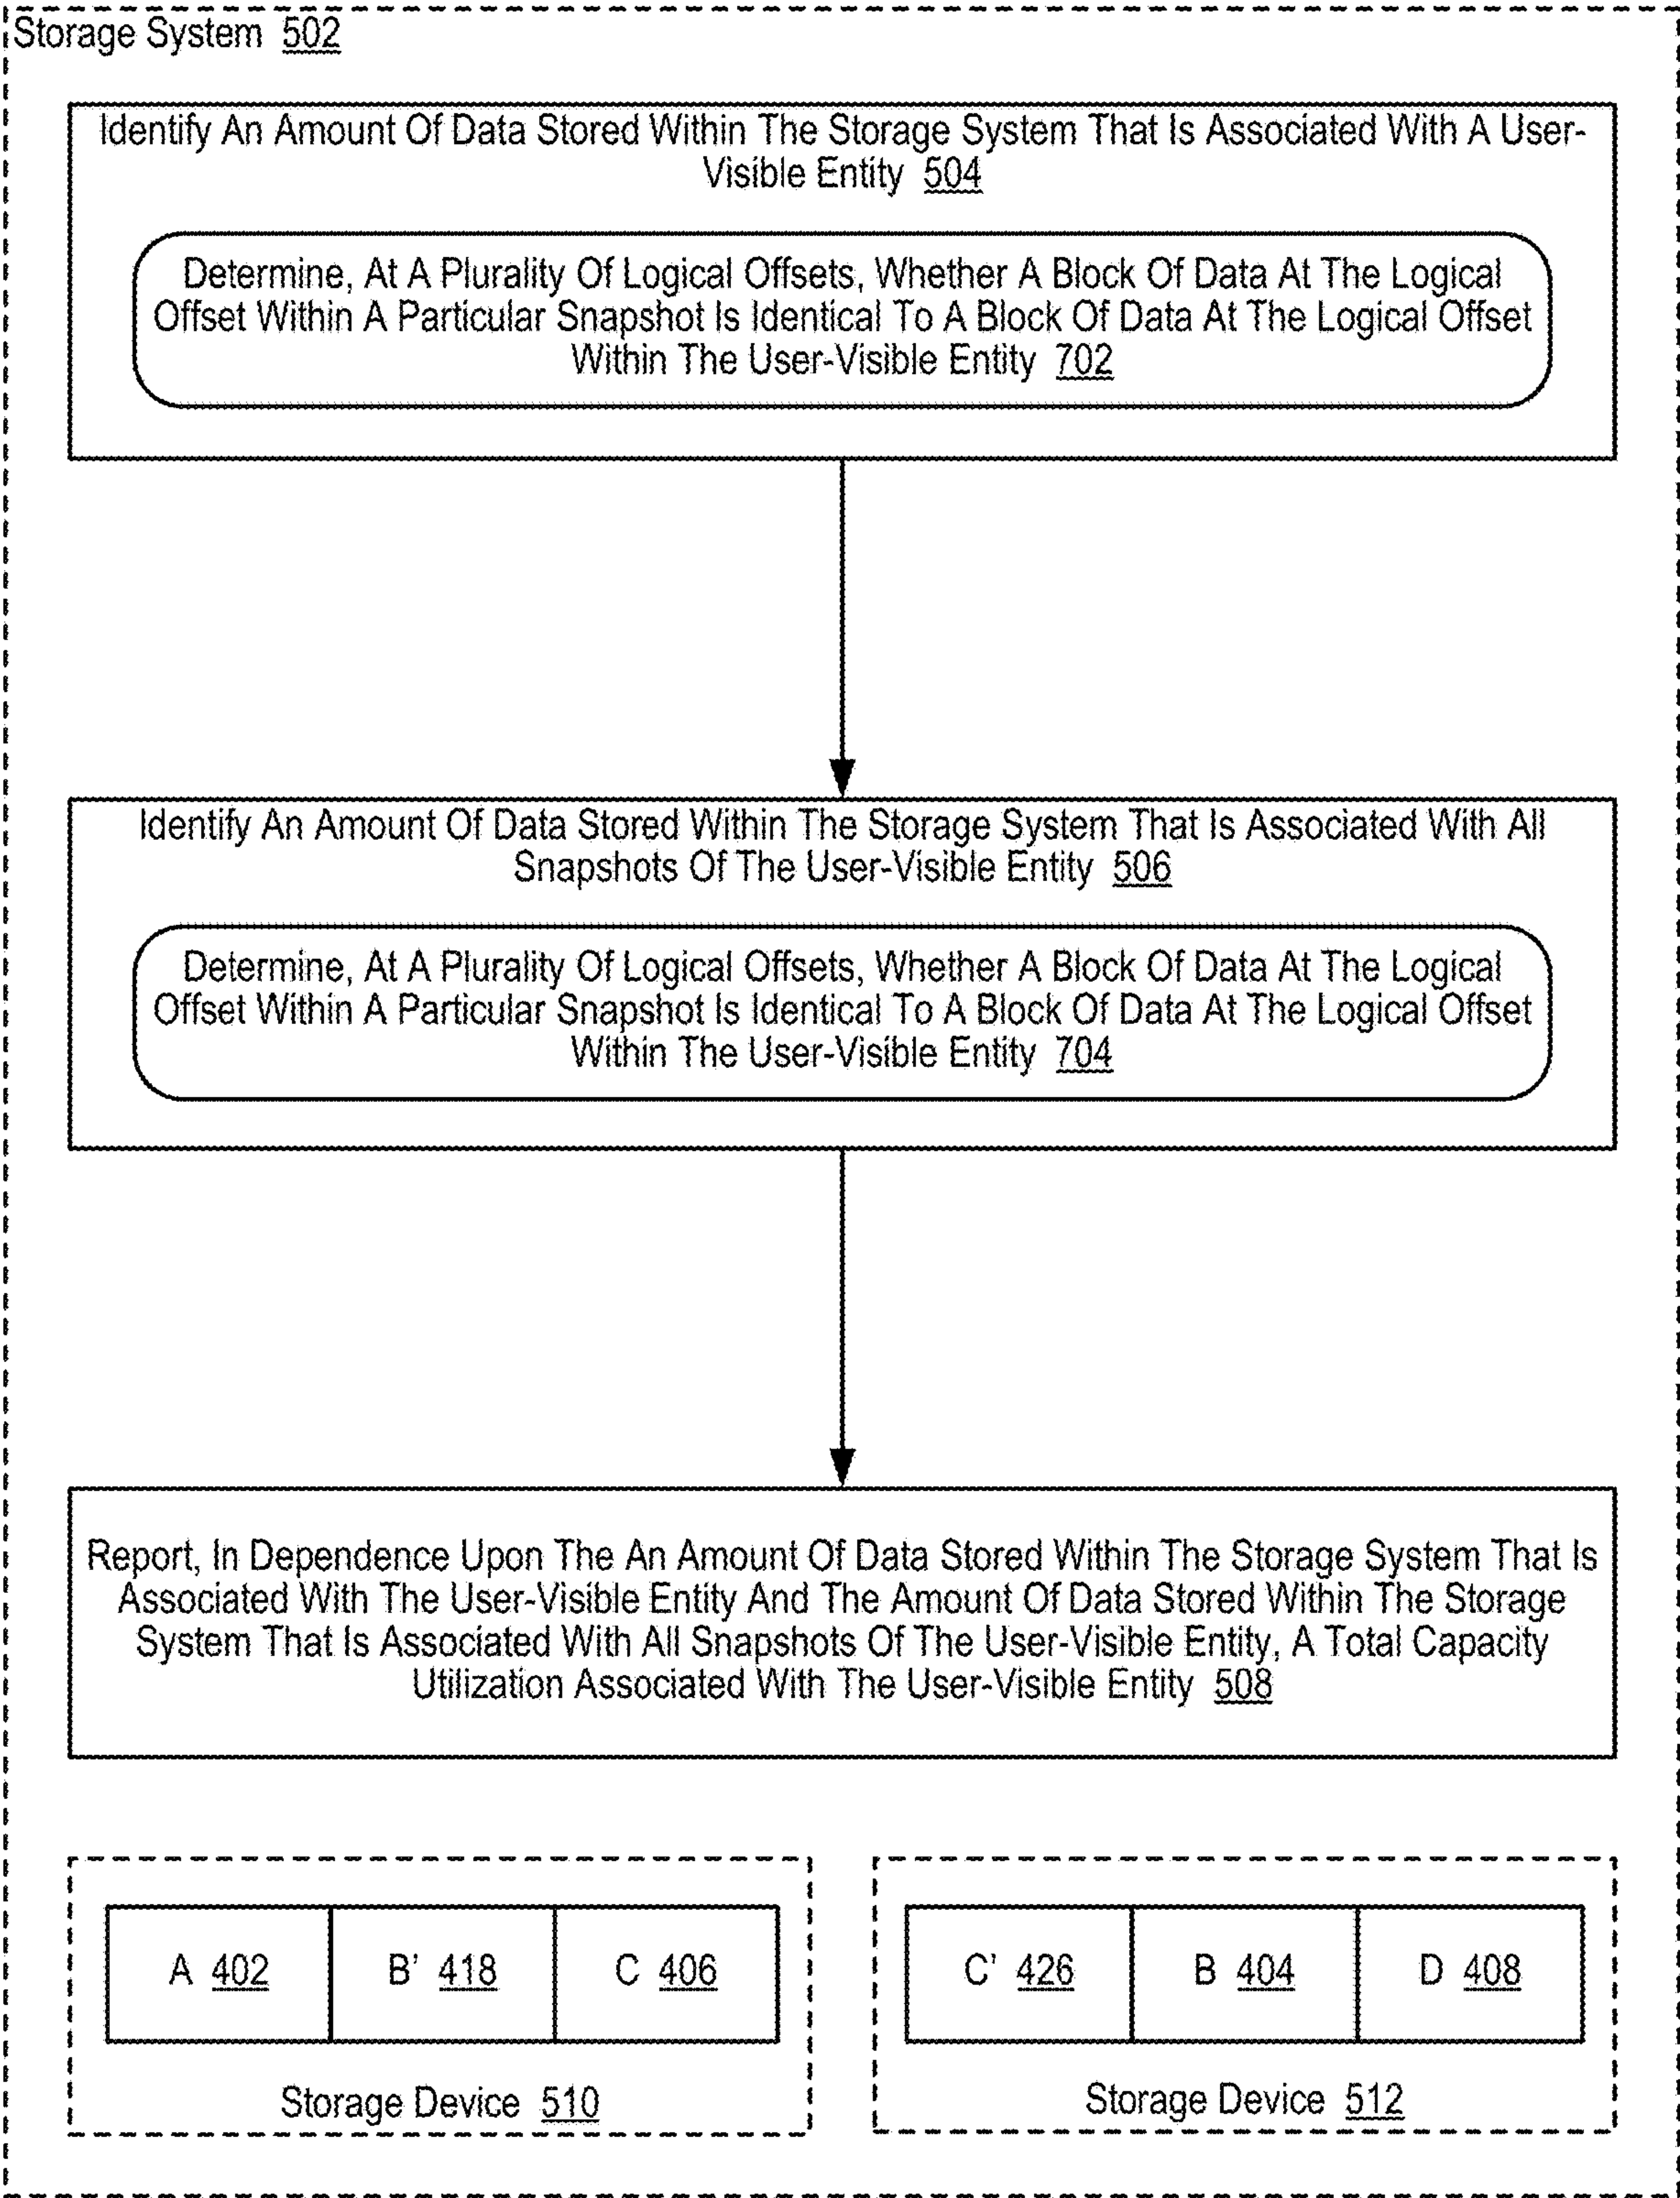 Storage System 502
Identify An Amount Of Data Stored Within The Storage System That Is Associated With A User-
Visible Entity 504
Determine, At A Plurality Of Logical Offsets, Whether A Block Of Data At The Logical
Offset Within A Particular Snapshot Is Identical To A Block Of Data At The Logical Offset
Within The User-Visible Entity 702
Identify An Amount Of Data Stored Within The Storage System That Is Associated With All
Snapshots Of The User-Visible Entity 506
Determine, At A Plurality Of Logical Offsets, Whether A Block Of Data At The Logical
Offset Within A Particular Snapshot Is Identical To A Block Of Data At The Logical Offset
Within The User-Visible Entity 704
Report, In Dependence Upon The An Amount Of Data Stored Within The Storage System That Is
Associated With The User-Visible Entity And The Amount Of Data Stored Within The Storage
System That Is Associated With All Snapshots Of The User-Visible Entity, A Total Capacity
Utilization Associated With The User-Visible Entity 508
A 402
B' 418
C 406
Storage Device 510
C' 426
B 404
D 408
Storage Device 512